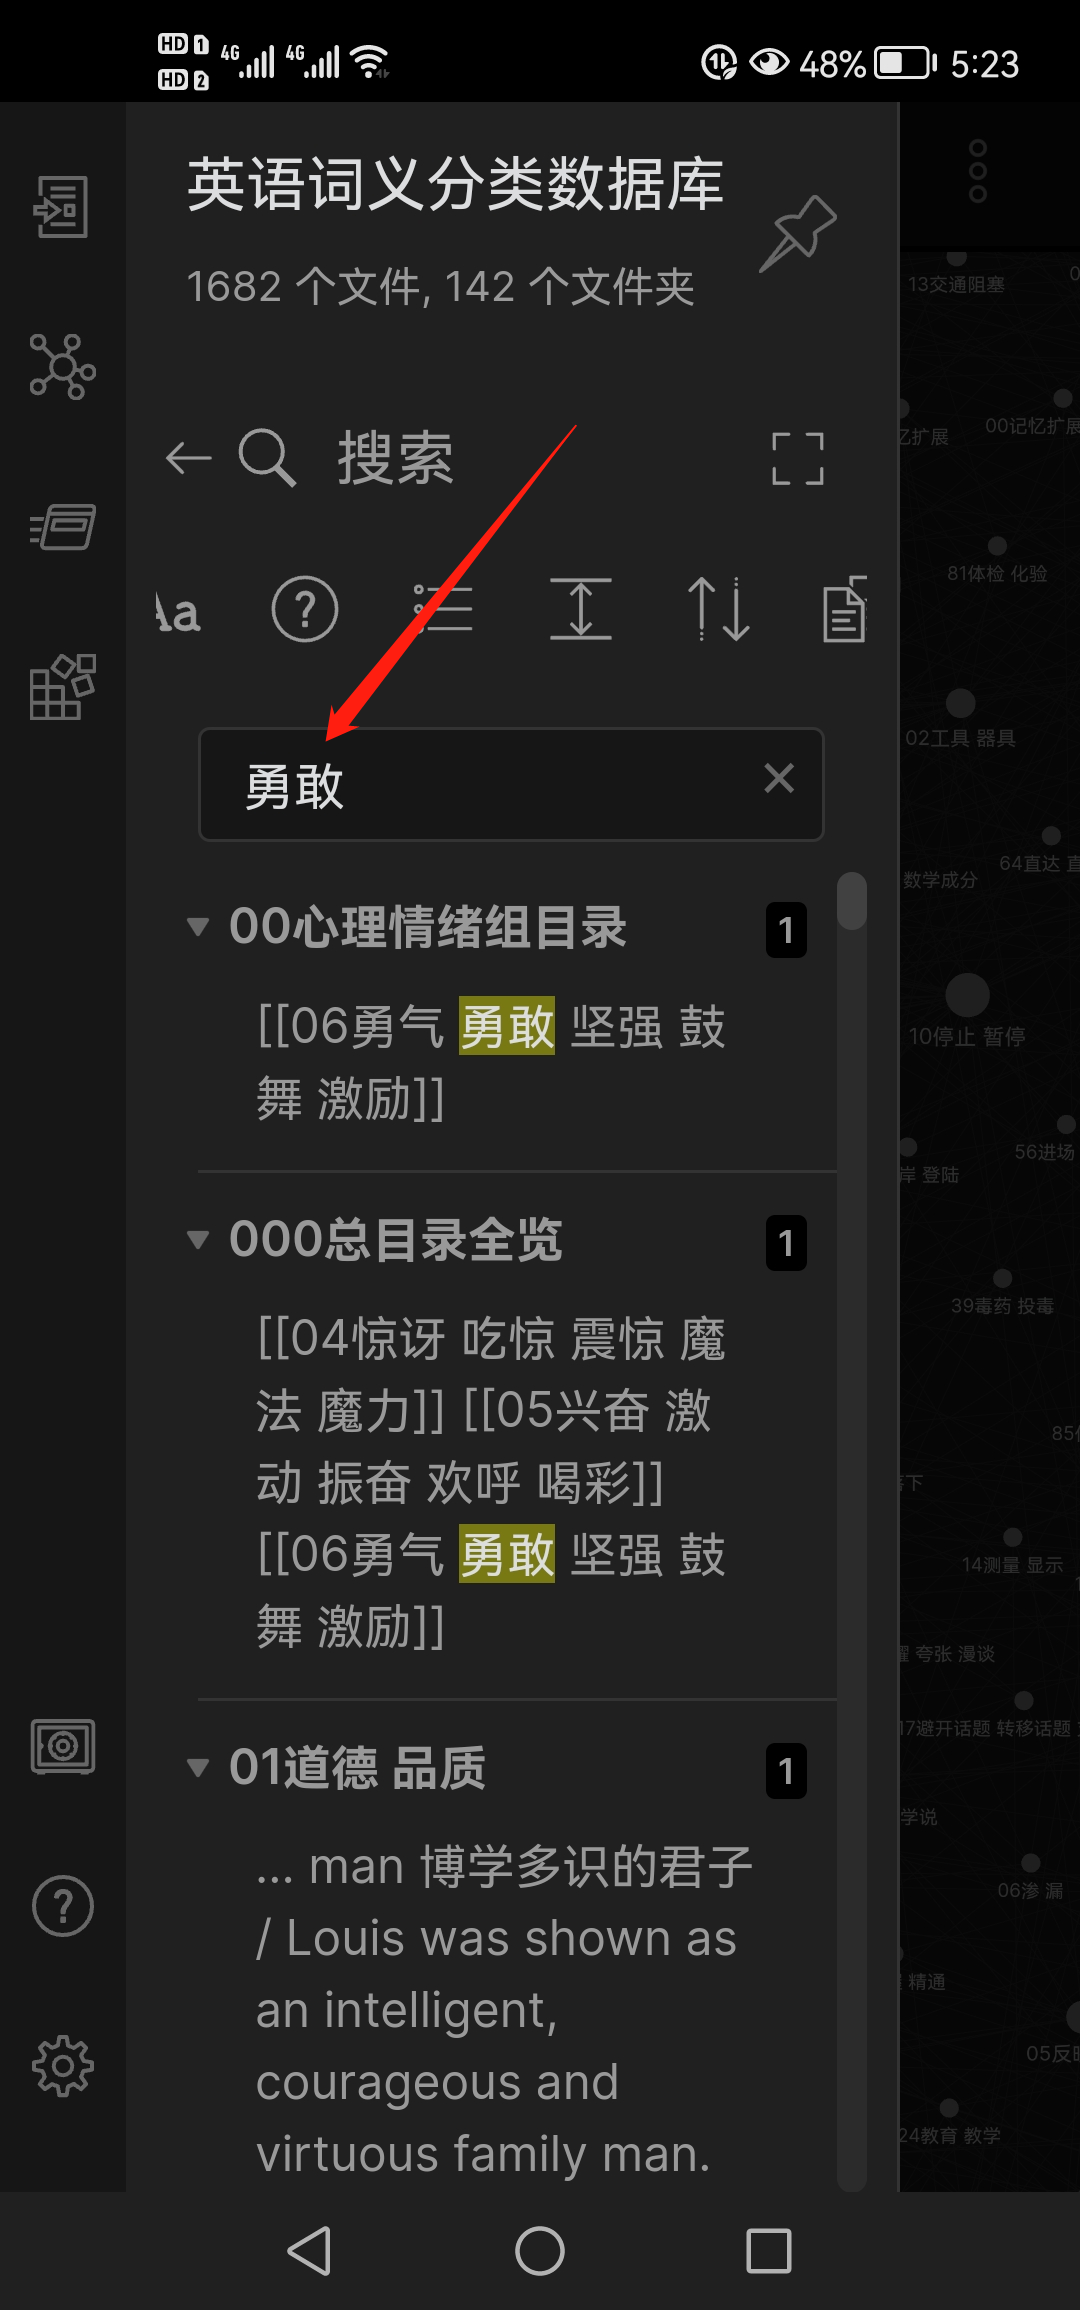 HD 1 4G 4G
HD 2
48% 5:23
英语词义分类数据库
1682 个文件, 142 个文件夹
搜索
Aa
勇敢
00心理情绪组目录 1
[[06勇气 勇敢 坚强 鼓
舞 激励]]
000总目录全览 1
[[04惊讶 吃惊 震惊 魔
法 魔力]] [[05兴奋 激
动 振奋 欢呼 喝彩]]
[[06勇气 勇敢 坚强 鼓
舞 激励]]
01道德 品质 1
... man 博学多识的君子
/ Louis was shown as
an intelligent,
courageous and
virtuous family man.
13交通阻塞
00记忆扩展
忆扩展
81体检 化验
02工具 器具
64直达
数学成分
10停止 暂停
56进场
岸 登陆
39毒药 投毒
下
14测量 显示
夸张 漫谈
17避开话题 转移话题
学说
06渗 漏
精通
05反
24教育 教学